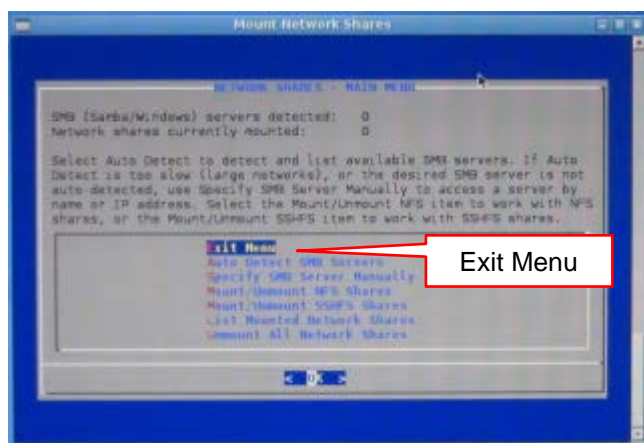 Mount Network Shares
NETWORK SHARES - MAIN MENU
SMB (Samba/Windows) servers detected: 0
Network shares currently mounted: 0
Select Auto Detect to detect and list available SMB servers. If Auto
Detect is too slow (large networks), or the desired SMB server is not
auto-detected, use Specify SMB Server Manually to access a server by
name or IP address. Select the Mount/Unmount NFS item to work with NFS
shares, or the Mount/Unmount SSHFS item to work with SSHFS shares.
Exit Menu
Exit Menu
Auto Detect SMB Servers
Specify SMB Server Manually
Mount/Unmount NFS Shares
Mount/Unmount SSHFS Shares
List Mounted Network Shares
Unmount All Network Shares
< OK >